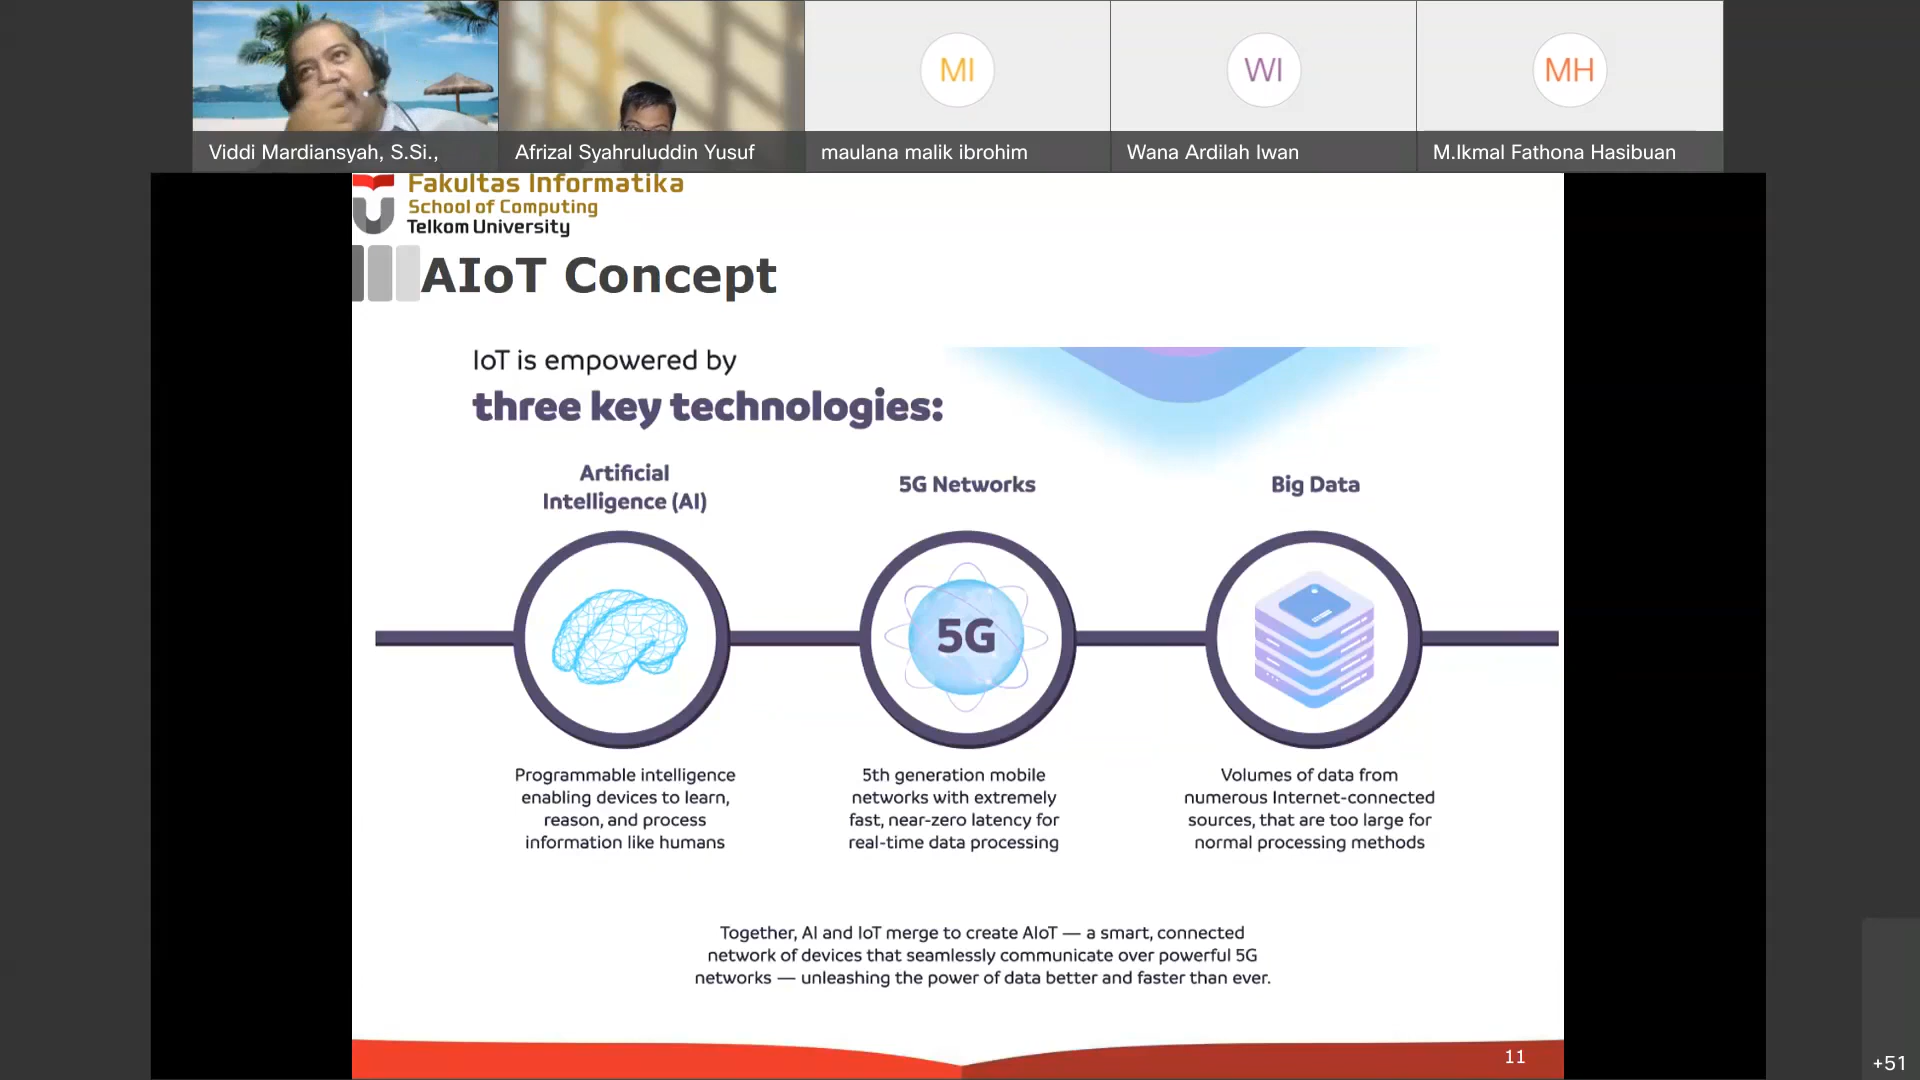 MI
WI
MH
Viddi Mardiansyah, S.Si.,
Afrizal Syahruluddin Yusuf
maulana malik ibrohim
Wana Ardilah Iwan
M.Ikmal Fathona Hasibuan
Fakultas Informatika
School of Computing
Telkom University
AIoT Concept
IoT is empowered by
three key technologies:
Artificial
Intelligence (AI)
5G Networks
Big Data
5G
Programmable intelligence
enabling devices to learn,
reason, and process
information like humans
5th generation mobile
networks with extremely
fast, near-zero latency for
real-time data processing
Volumes of data from
numerous Internet-connected
sources, that are too large for
normal processing methods
Together, AI and IoT merge to create AIoT — a smart, connected
network of devices that seamlessly communicate over powerful 5G
networks — unleashing the power of data better and faster than ever.
11
+51